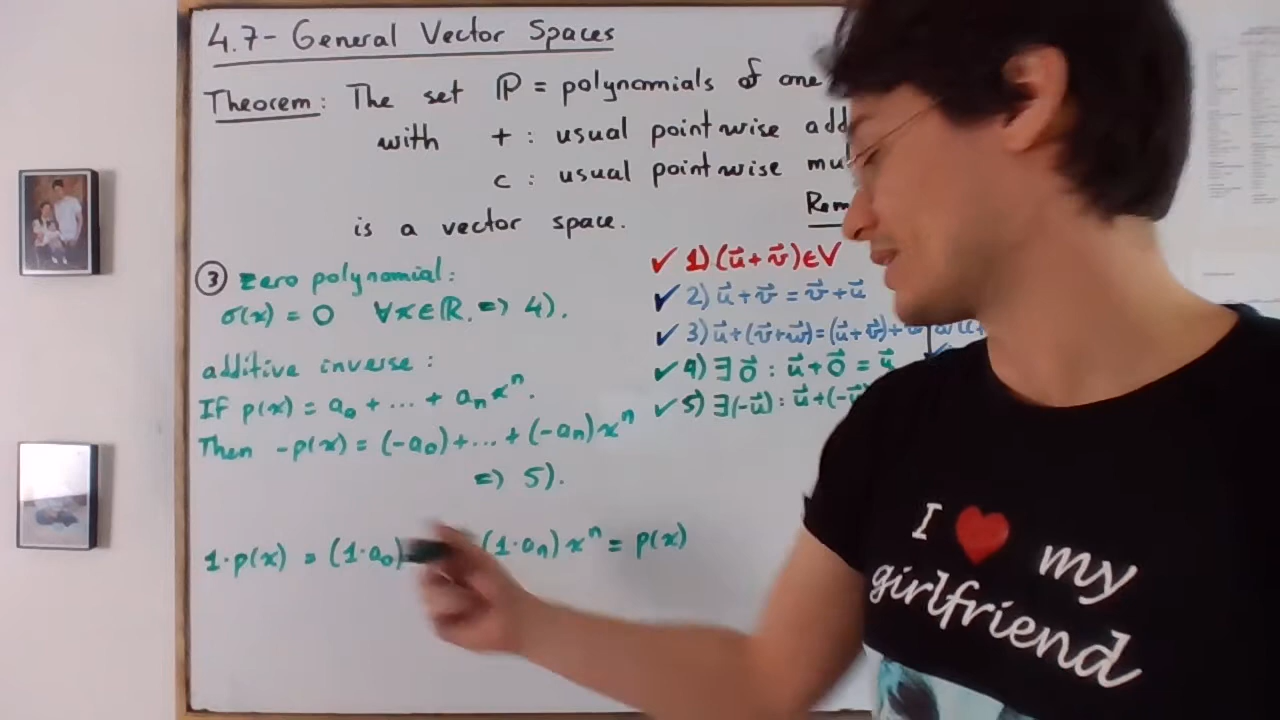 4.7- General Vector Spaces
Theorem: The set ℙ = polynomials of one
with + : usual pointwise
c : usual pointwise
is a vector space.
③ zero polynomial:
σ(x) = 0 ∀x∈ℝ. => 4).
additive inverse:
If p(x) = a₀ + ... + aₙxⁿ.
Then -p(x) = (-a₀)+...+(-aₙ)xⁿ
=> 5).
1·p(x) = (1·a₀) (1·aₙ)xⁿ = p(x)
✓ 1) (u⃗+v⃗)∈V
✓ 2) u⃗+v⃗ = v⃗+u⃗
✓ 3) u⃗+(v⃗+w⃗)=(u⃗+v⃗)+
✓ 4) ∃ 0⃗ : u⃗+0⃗ = u⃗
✓ 5) ∃(-u⃗): u⃗+(-u⃗)
I ❤ my
girlfriend